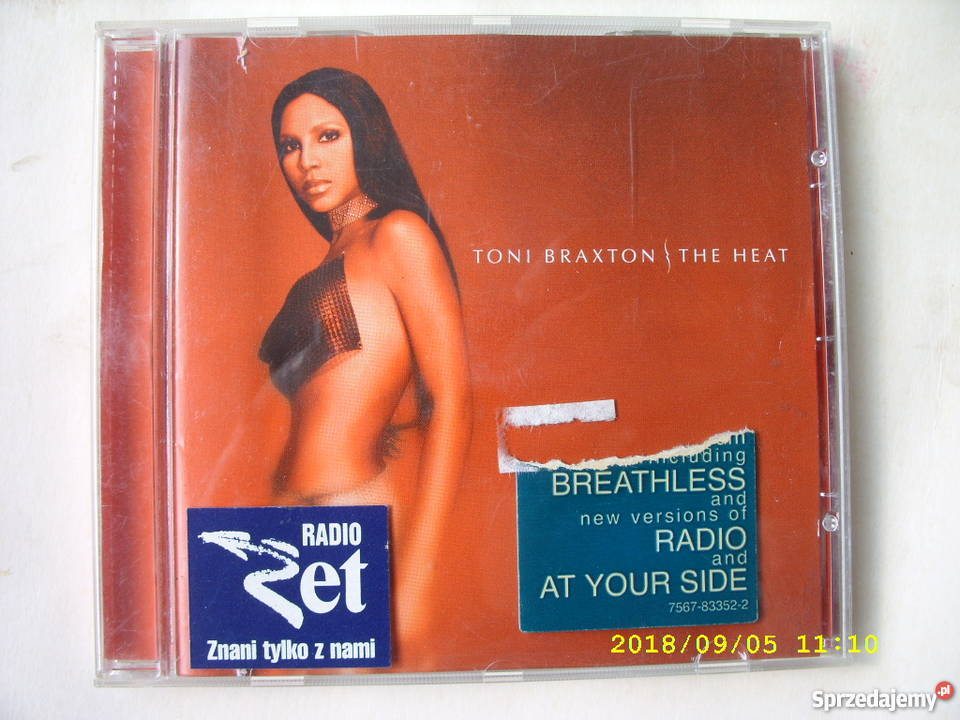 TONI BRAXTON THE HEAT
including
BREATHLESS
and
new versions of
RADIO
and
AT YOUR SIDE
7567-83352-2
RADIO
Zet
Znani tylko z nami
2018/09/05 11:10
Sprzedajemy.pl